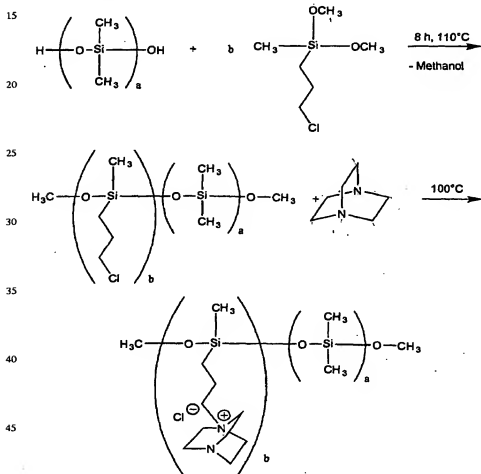 15
OCH₃
CH₃
H O Si OH + b CH₃ Si OCH₃ 8 h, 110°C
a
CH₃
- Methanol
20
Cl
25
CH₃
CH₃
H₃C O Si O Si O CH₃ + N N 100°C
CH₃ a
30
Cl
b
35
CH₃ CH₃
H₃C O Si O Si O CH₃
40
CH₃ a
Cl ⊖ ⊕
N
45
N
b